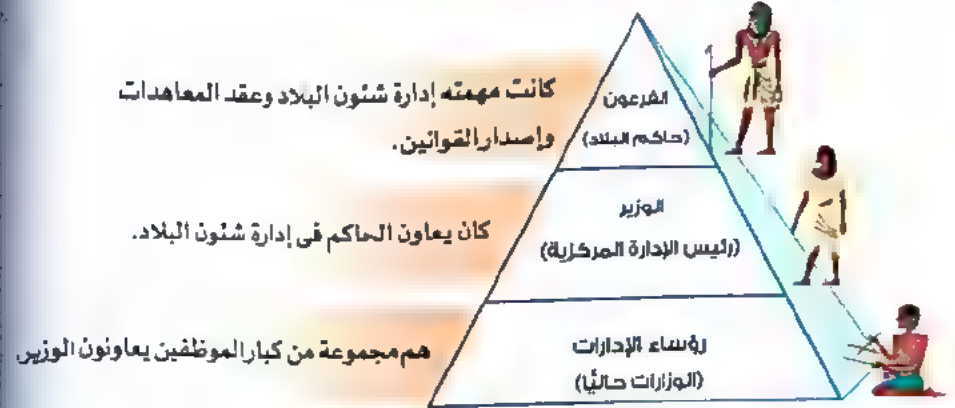 الفرعون
(حاكم البلاد)
كانت مهمته إدارة شئون البلاد وعقد المعاهدات
وإصدار القوانين.
الوزير
(رئيس الإدارة المركزية)
كان يعاون الحاكم فى إدارة شئون البلاد.
رؤساء الإدارات
(الوزارات حاليًا)
هم مجموعة من كبار الموظفين يعاونون الوزير.